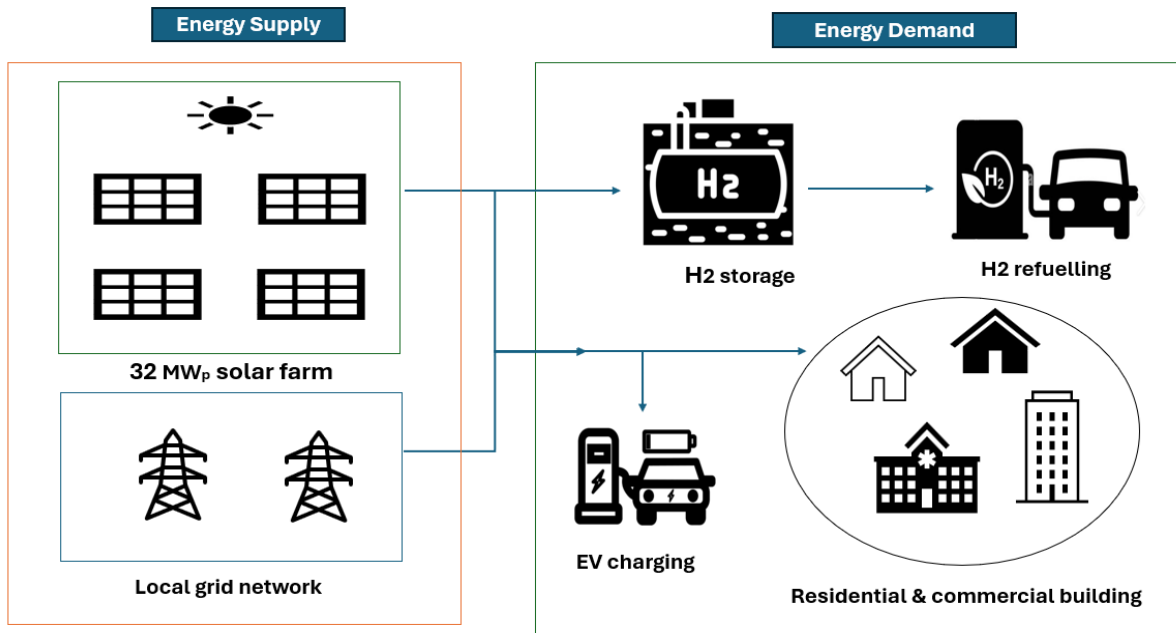 Energy Supply
Energy Demand
32 MWp solar farm
Local grid network
H2
H2 storage
H2
H2 refuelling
EV charging
Residential & commercial building